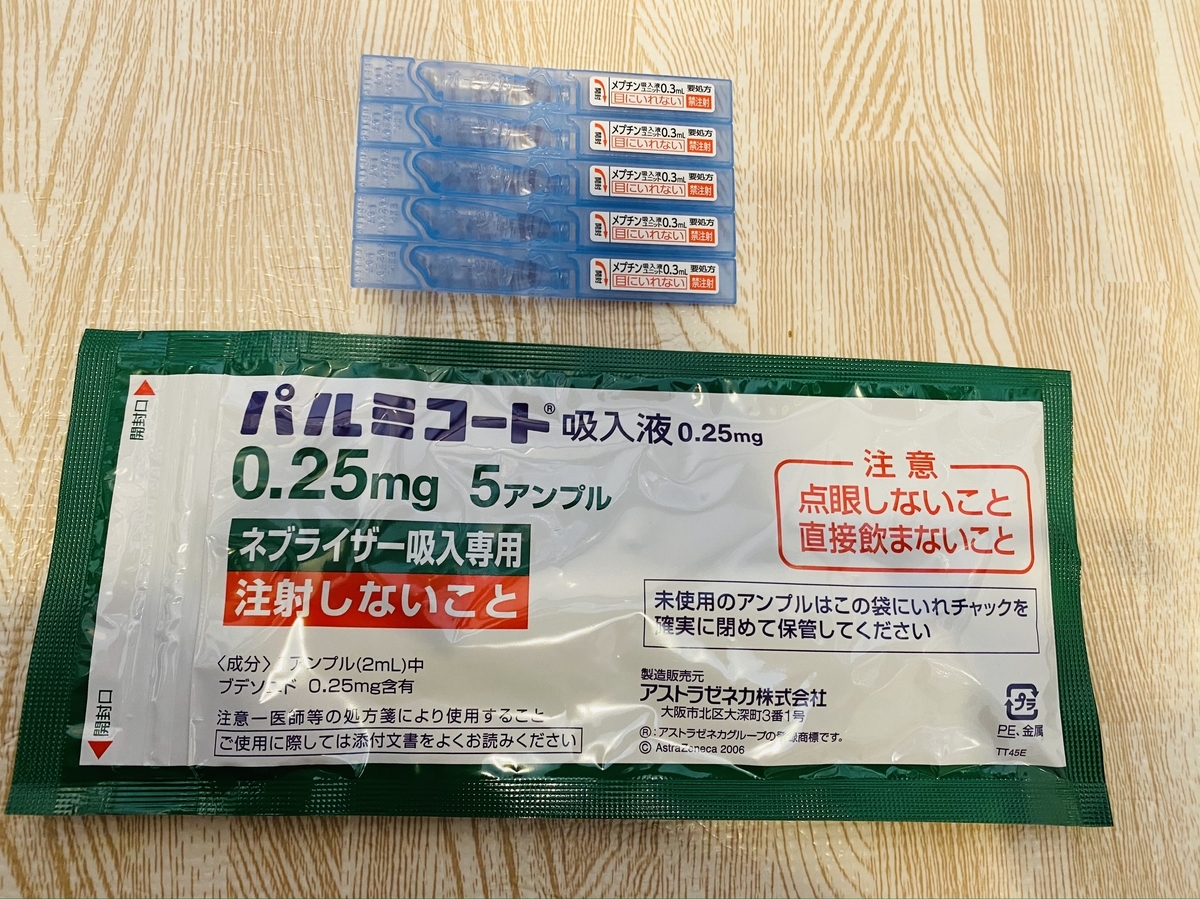 開封
メプチン吸入液ユニット0.3mL 要処方
目にいれない 禁注射
開封
メプチン吸入液ユニット0.3mL 要処方
目にいれない 禁注射
開封
メプチン吸入液ユニット0.3mL 要処方
目にいれない 禁注射
開封
メプチン吸入液ユニット0.3mL 要処方
目にいれない 禁注射
開封
メプチン吸入液ユニット0.3mL 要処方
目にいれない 禁注射
開封口
パルミコート® 吸入液 0.25mg
0.25mg 5アンプル
ネブライザー吸入専用
注射しないこと
注意
点眼しないこと
直接飲まないこと
未使用のアンプルはこの袋にいれチャックを
確実に閉めて保管してください
〈成分〉 アンプル(2mL)中
ブデソニド 0.25mg含有
注意ー医師等の処方箋により使用すること
ご使用に際しては添付文書をよくお読みください
開封口
製造販売元
アストラゼネカ株式会社
大阪市北区大深町3番1号
®:アストラゼネカグループの登録商標です。
© AstraZeneca 2006
プラ
PE、金属
TT45E